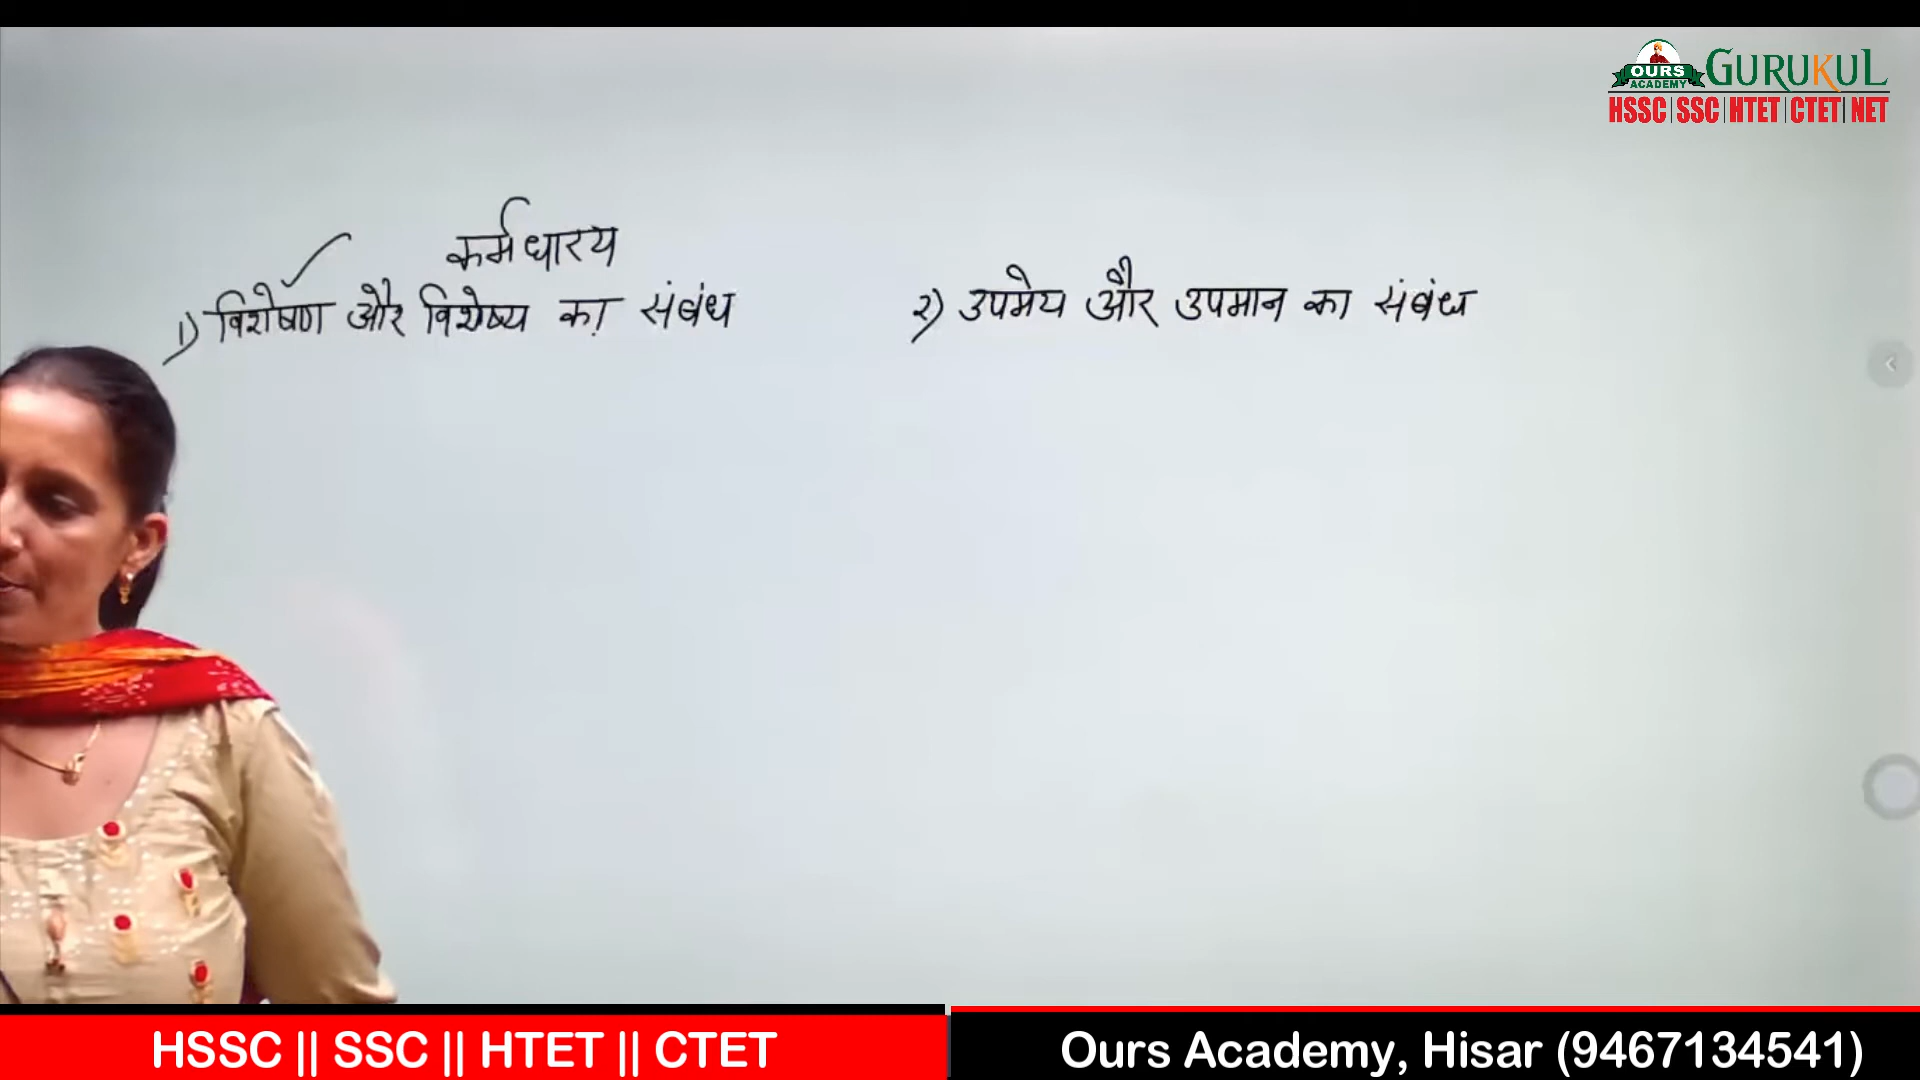 OURS
ACADEMY
GURUKUL
HSSC | SSC | HTET | CTET | NET
कर्मधारय
1) विशेषण और विशेष्य का संबंध
२) उपमेय और उपमान का संबंध
HSSC || SSC || HTET || CTET
Ours Academy, Hisar (9467134541)